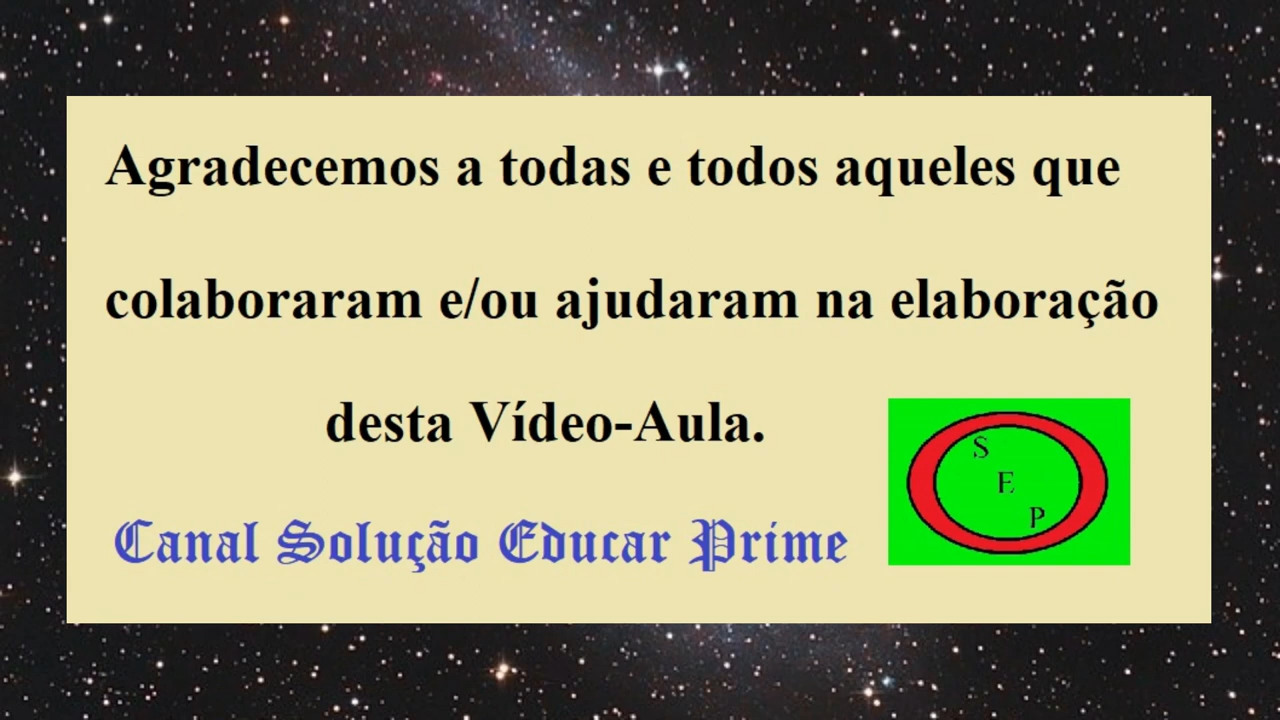 Agradecemos a todas e todos aqueles que
colaboraram e/ou ajudaram na elaboração
desta Vídeo-Aula.
Canal Solução Educar Prime
S
E
P